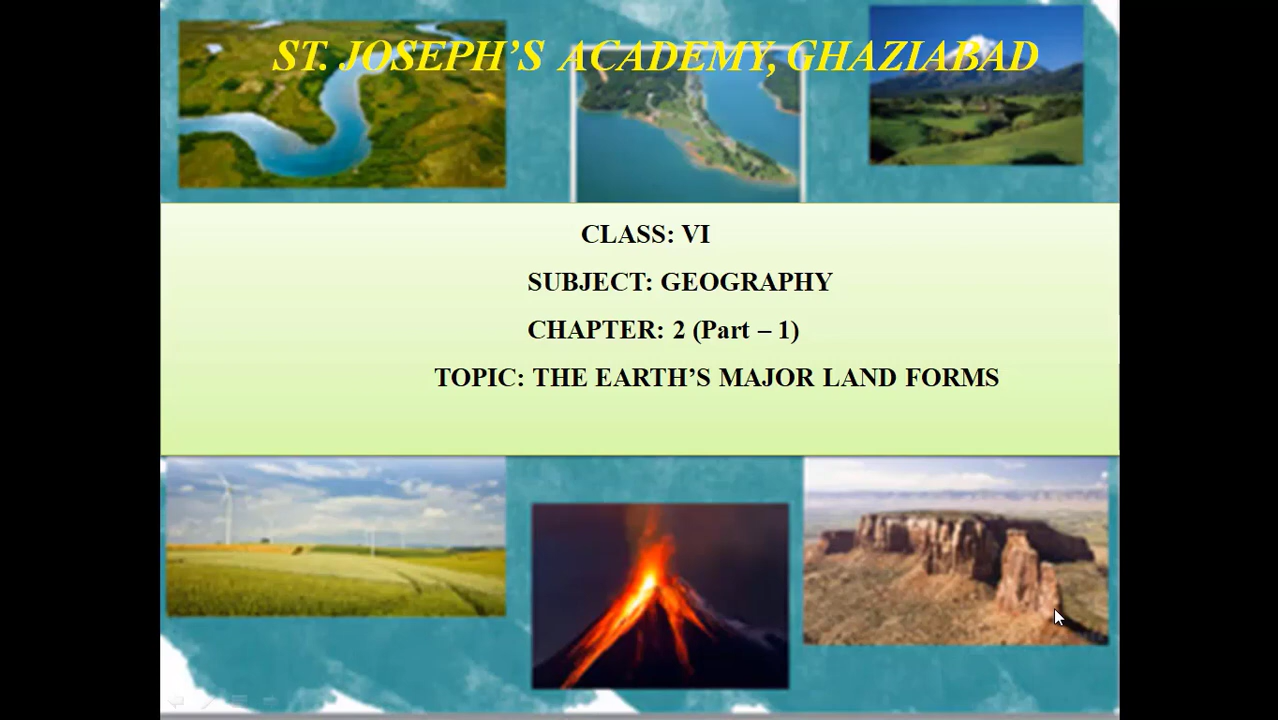 ST. JOSEPH’S ACADEMY, GHAZIABAD
CLASS: VI
SUBJECT: GEOGRAPHY
CHAPTER: 2 (Part – 1)
TOPIC: THE EARTH’S MAJOR LAND FORMS